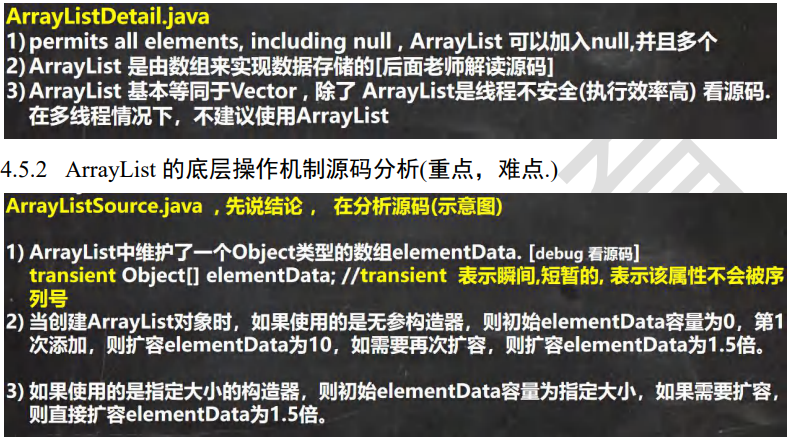 ArrayListDetail.java
1) permits all elements, including null , ArrayList 可以加入null,并且多个
2) ArrayList 是由数组来实现数据存储的[后面老师解读源码]
3) ArrayList 基本等同于Vector , 除了 ArrayList是线程不安全(执行效率高) 看源码.
在多线程情况下，不建议使用ArrayList
4.5.2 ArrayList 的底层操作机制源码分析(重点，难点.)
ArrayListSource.java , 先说结论 ， 在分析源码(示意图)
1) ArrayList中维护了一个Object类型的数组elementData. [debug 看源码]
transient Object[] elementData; //transient 表示瞬间,短暂的, 表示该属性不会被序
列号
2) 当创建ArrayList对象时，如果使用的是无参构造器，则初始elementData容量为0，第1
次添加，则扩容elementData为10，如需要再次扩容，则扩容elementData为1.5倍。
3) 如果使用的是指定大小的构造器，则初始elementData容量为指定大小，如果需要扩容，
则直接扩容elementData为1.5倍。